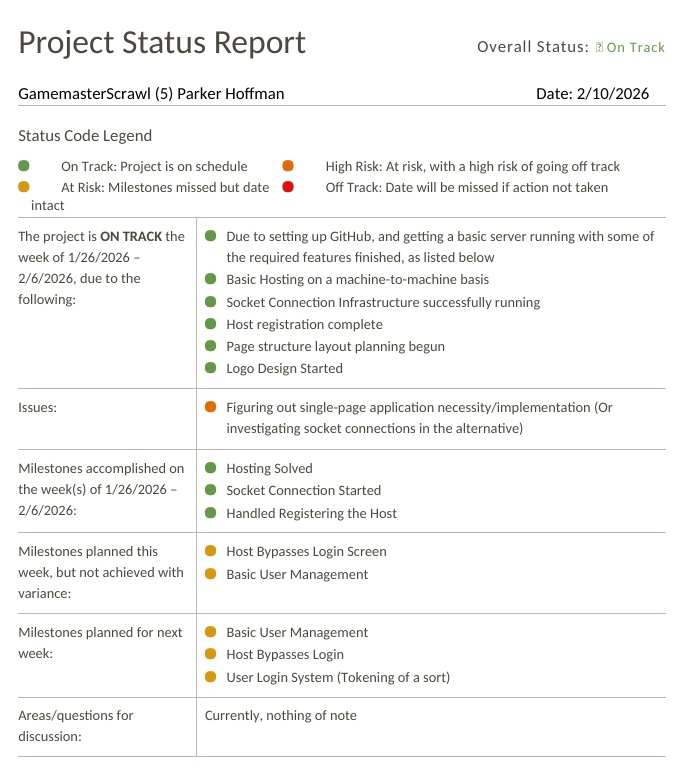 Project Status Report
Overall Status: On Track
GamemasterScrawl (5) Parker Hoffman
Date: 2/10/2026
Status Code Legend
On Track: Project is on schedule
High Risk: At risk, with a high risk of going off track
At Risk: Milestones missed but date
intact
Off Track: Date will be missed if action not taken
The project is ON TRACK the
week of 1/26/2026 –
2/6/2026, due to the
following:
Due to setting up GitHub, and getting a basic server running with some of
the required features finished, as listed below
Basic Hosting on a machine-to-machine basis
Socket Connection Infrastructure successfully running
Host registration complete
Page structure layout planning begun
Logo Design Started
Issues:
Figuring out single-page application necessity/implementation (Or
investigating socket connections in the alternative)
Milestones accomplished on
the week(s) of 1/26/2026 –
2/6/2026:
Hosting Solved
Socket Connection Started
Handled Registering the Host
Milestones planned this
week, but not achieved with
variance:
Host Bypasses Login Screen
Basic User Management
Milestones planned for next
week:
Basic User Management
Host Bypasses Login
User Login System (Tokening of a sort)
Areas/questions for
discussion:
Currently, nothing of note